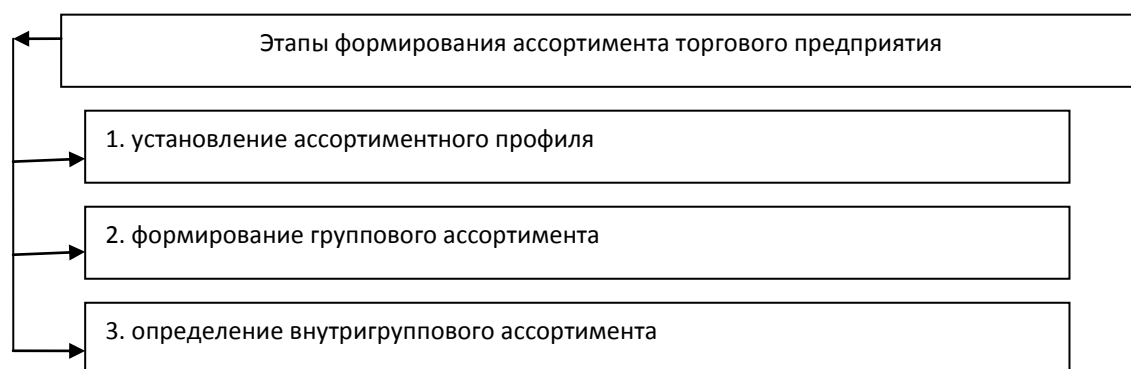 Этапы формирования ассортимента торгового предприятия
1. установление ассортиментного профиля
2. формирование группового ассортимента
3. определение внутригруппового ассортимента